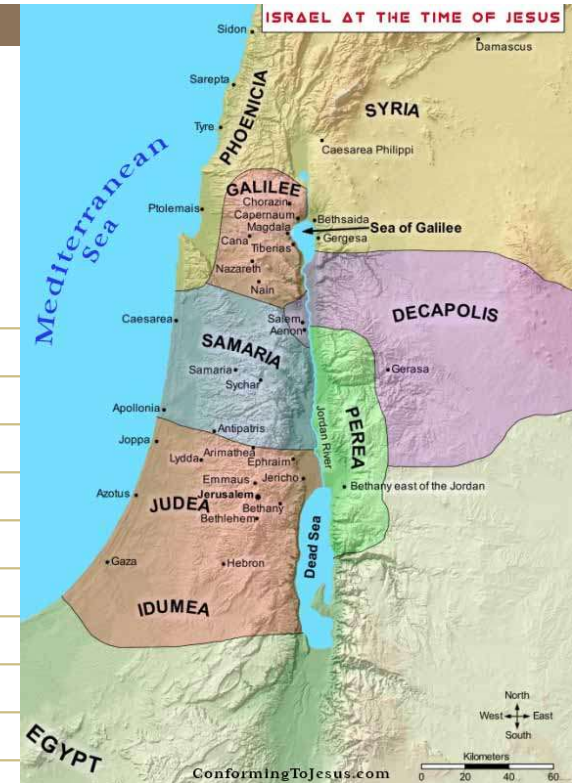 ISRAEL AT THE TIME OF JESUS
Sidon
Damascus
Sarepta
PHOENICIA
SYRIA
Tyre
Caesarea Philippi
Mediterranean
Sea
GALILEE
Chorazin
Ptolemais
Capernaum
Bethsaida
Magdala
Sea of Galilee
Cana
Tiberias
Gergesa
Nazareth
Nain
Caesarea
Salem
Aenon
DECAPOLIS
SAMARIA
Samaria
Sychar
Gerasa
Apollonia
PEREA
Jordan River
Antipatris
Joppa
Arimathea
Lydda
Ephraim
Emmaus
Jericho
Bethany east of the Jordan
Azotus
JUDEA
Jerusalem
Bethany
Bethlehem
Dead Sea
Gaza
Hebron
IDUMEA
EGYPT
North
West
East
South
Kilometers
0 20 40 60
ConformingToJesus.com